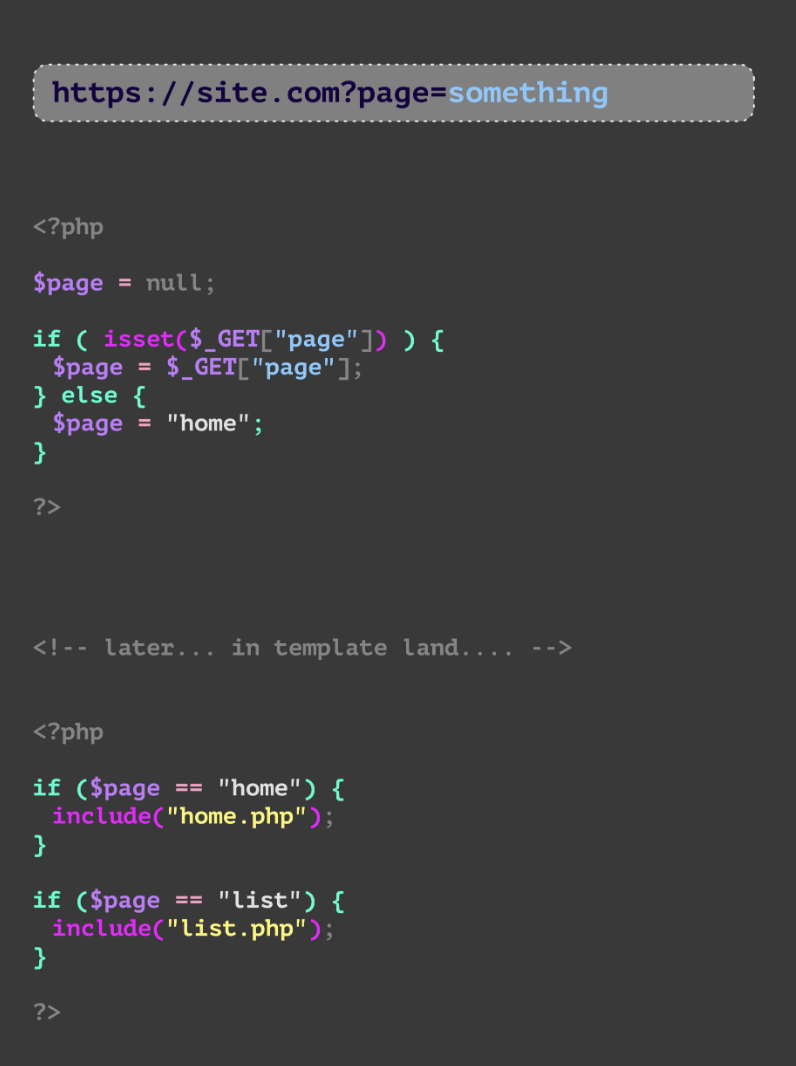 https://site.com?page=something
<?php
$page = null;
if ( isset($_GET["page"]) ) {
$page = $_GET["page"];
} else {
$page = "home";
}
?>
<!-- later... in template land.... -->
<?php
if ($page == "home") {
include("home.php");
}
if ($page == "list") {
include("list.php");
}
?>